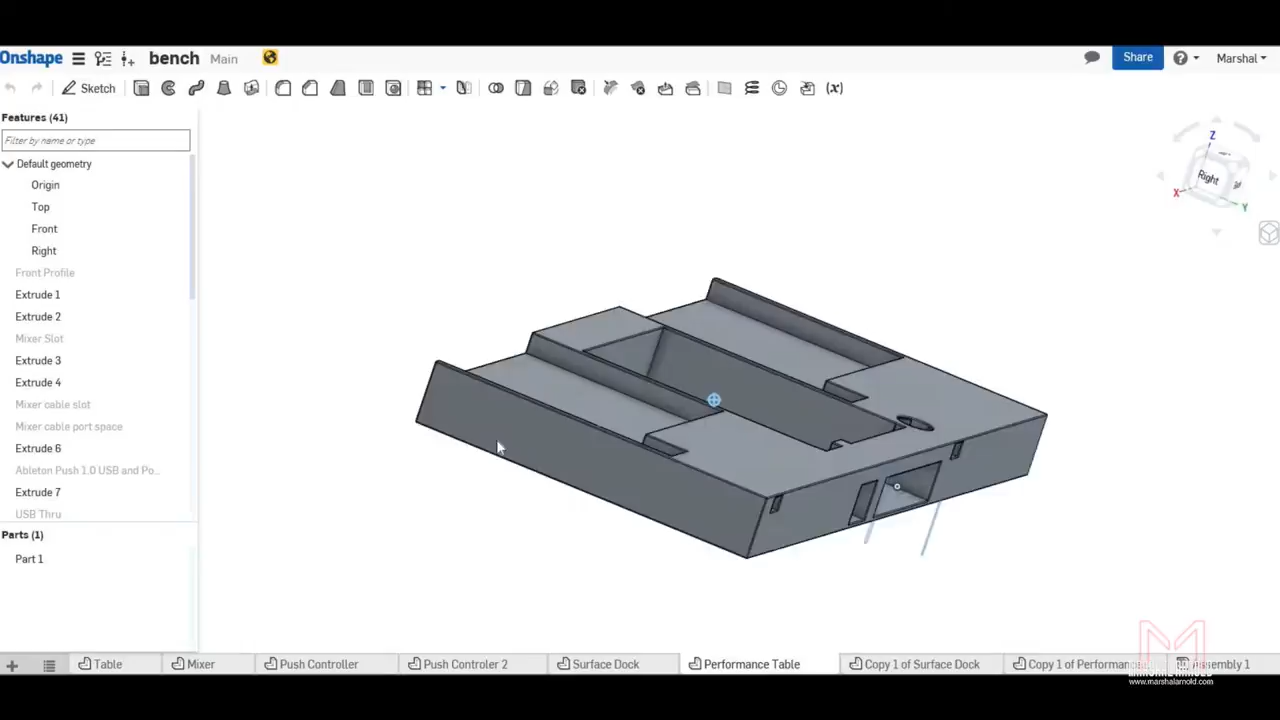 Onshape bench Main Share Marshal
Sketch (x)
Features (41)
Filter by name or type
Default geometry
Origin
Top
Front
Right
Front Profile
Extrude 1
Extrude 2
Mixer Slot
Extrude 3
Extrude 4
Mixer cable slot
Mixer cable port space
Extrude 6
Ableton Push 1.0 USB and Po...
Extrude 7
USB Thru
Parts (1)
Part 1
Z
Right
X
Y
Table Mixer Push Controller Push Controler 2 Surface Dock Performance Table Copy 1 of Surface Dock Copy 1 of Performan Assembly 1
www.marshalarnold.com